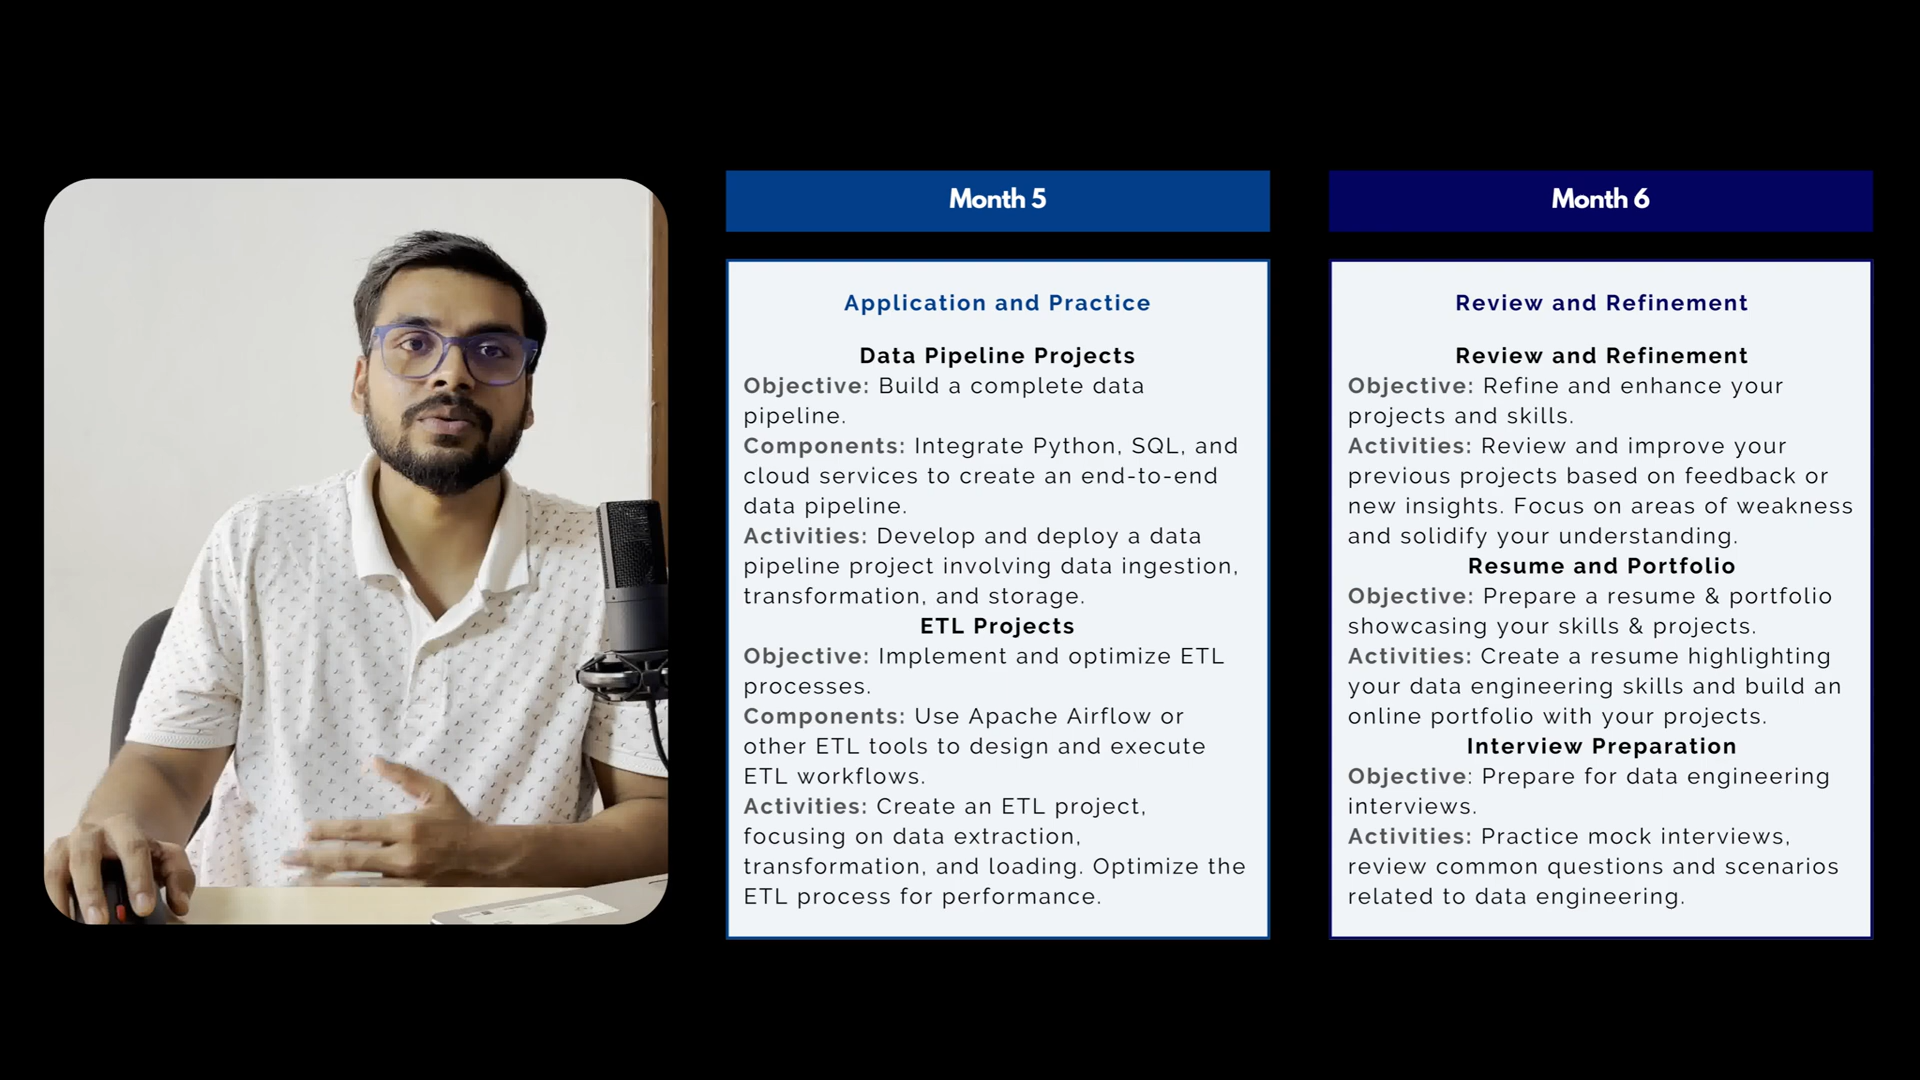 Month 5
Application and Practice
Data Pipeline Projects
Objective: Build a complete data
pipeline.
Components: Integrate Python, SQL, and
cloud services to create an end-to-end
data pipeline.
Activities: Develop and deploy a data
pipeline project involving data ingestion,
transformation, and storage.
ETL Projects
Objective: Implement and optimize ETL
processes.
Components: Use Apache Airflow or
other ETL tools to design and execute
ETL workflows.
Activities: Create an ETL project,
focusing on data extraction,
transformation, and loading. Optimize the
ETL process for performance.
Month 6
Review and Refinement
Review and Refinement
Objective: Refine and enhance your
projects and skills.
Activities: Review and improve your
previous projects based on feedback or
new insights. Focus on areas of weakness
and solidify your understanding.
Resume and Portfolio
Objective: Prepare a resume & portfolio
showcasing your skills & projects.
Activities: Create a resume highlighting
your data engineering skills and build an
online portfolio with your projects.
Interview Preparation
Objective: Prepare for data engineering
interviews.
Activities: Practice mock interviews,
review common questions and scenarios
related to data engineering.